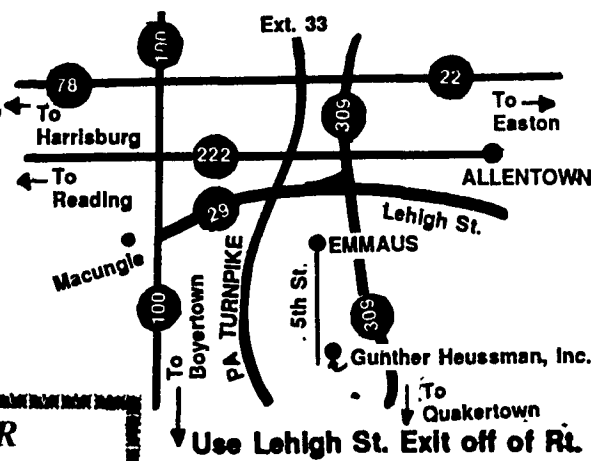 Ext. 33
100
78
22
To
Harrisburg
309
To
Easton
222
ALLENTOWN
To
Reading
29
Lehigh St.
EMMAUS
Macungie
PA TURNPIKE
5th St.
100
To
Boyertown
309
Gunther Heussman, Inc.
To
Quakertown
R
Use Lehigh St. Exit off of Rt.